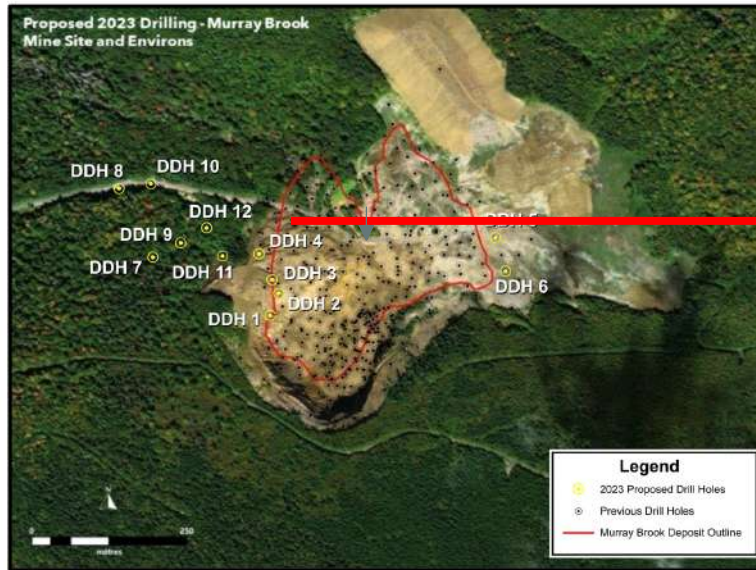 Proposed 2023 Drilling - Murray Brook
Mine Site and Environs
DDH 8
DDH 10
DDH 12
DDH 9
DDH 4
DDH 7
DDH 11
DDH 3
DDH 2
DDH 1
DDH 5
DDH 6
N
0
250
metres
Legend
2023 Proposed Drill Holes
Previous Drill Holes
Murray Brook Deposit Outline